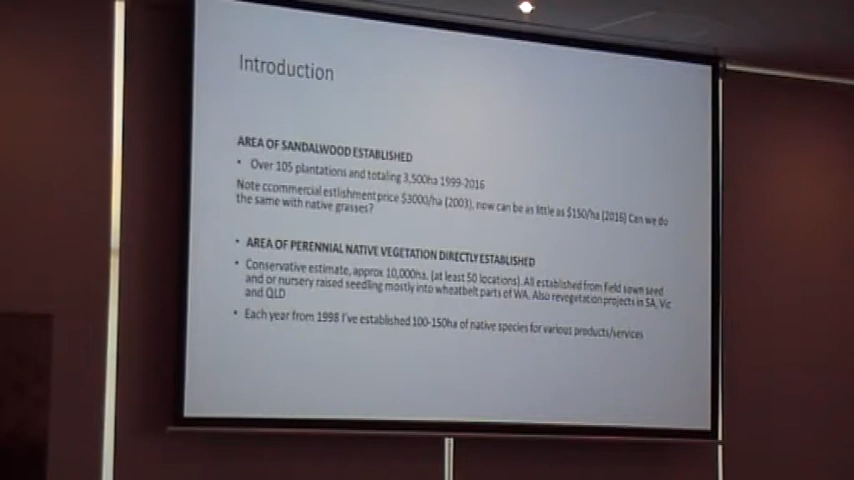 Introduction
AREA OF SANDALWOOD ESTABLISHED
• Over 105 plantations and totaling 3,500ha 1999-2016
Note ccommercial estlishment price $3000/ha (2003), now can be as little as $150/ha (2016) Can we do
the same with native grasses?
• AREA OF PERENNIAL NATIVE VEGETATION DIRECTLY ESTABLISHED
• Conservative estimate, approx 10,000ha, (at least 50 locations). All established from field sown seed
and or nursery raised seedling mostly into wheatbelt parts of WA. Also revegetation projects in SA, Vic
and QLD
• Each year from 1998 I've established 100-150ha of native species for various products/services